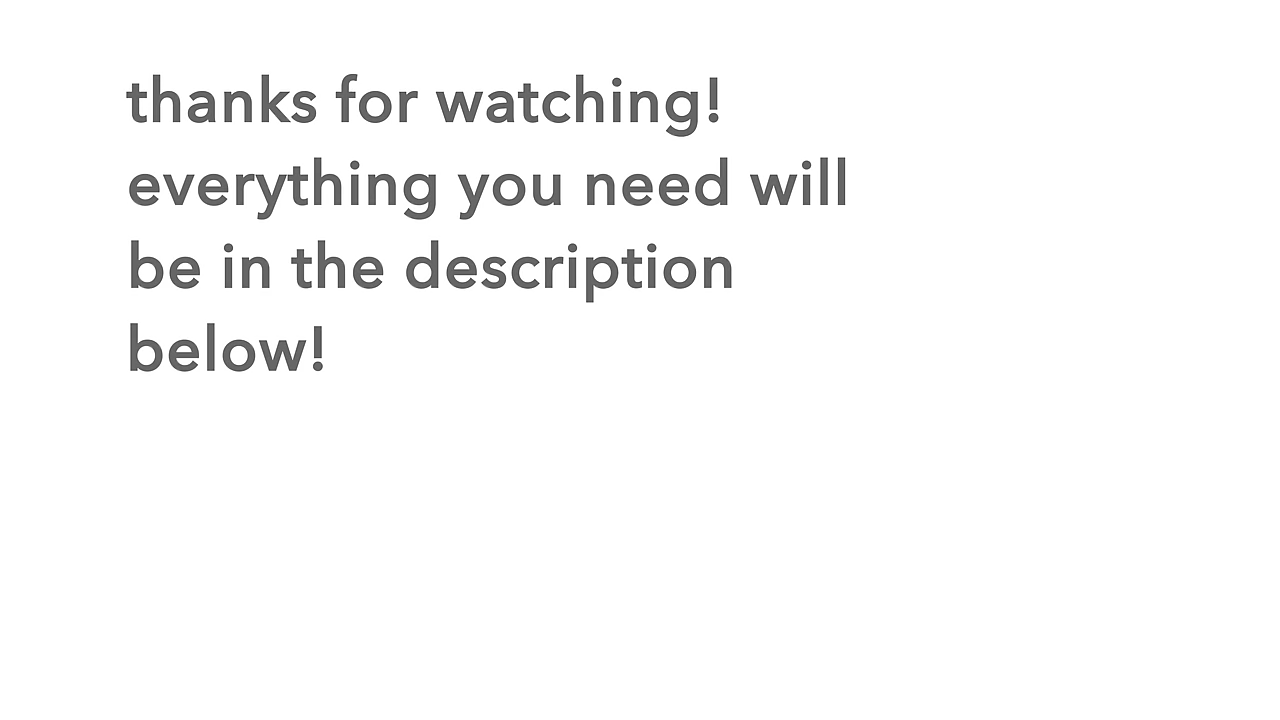 thanks for watching!
everything you need will
be in the description
below!